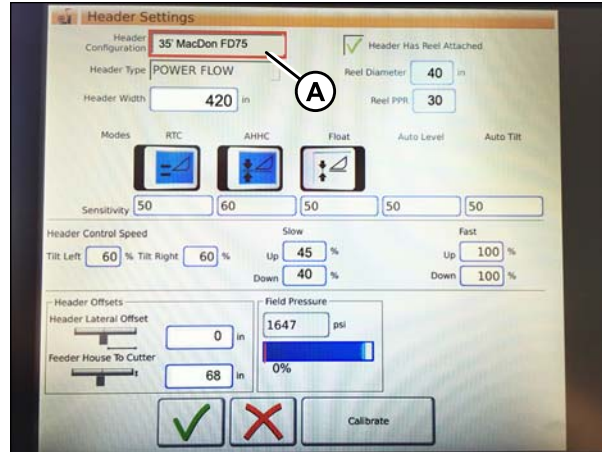 Header Settings
Header Configuration 35' MacDon FD75 Header Has Reel Attached
Header Type POWER FLOW Reel Diameter 40 in
A
Header Width 420 in Reel PPR 30
Modes RTC AHHC Float Auto Level Auto Tilt
Sensitivity 50 60 50 50 50
Header Control Speed Slow Fast
Tilt Left 60 % Tilt Right 60 % Up 45 % Up 100 %
Down 40 % Down 100 %
Header Offsets Field Pressure
Header Lateral Offset 1647 psi
0 in
Feeder House To Cutter 0%
68 in
Calibrate